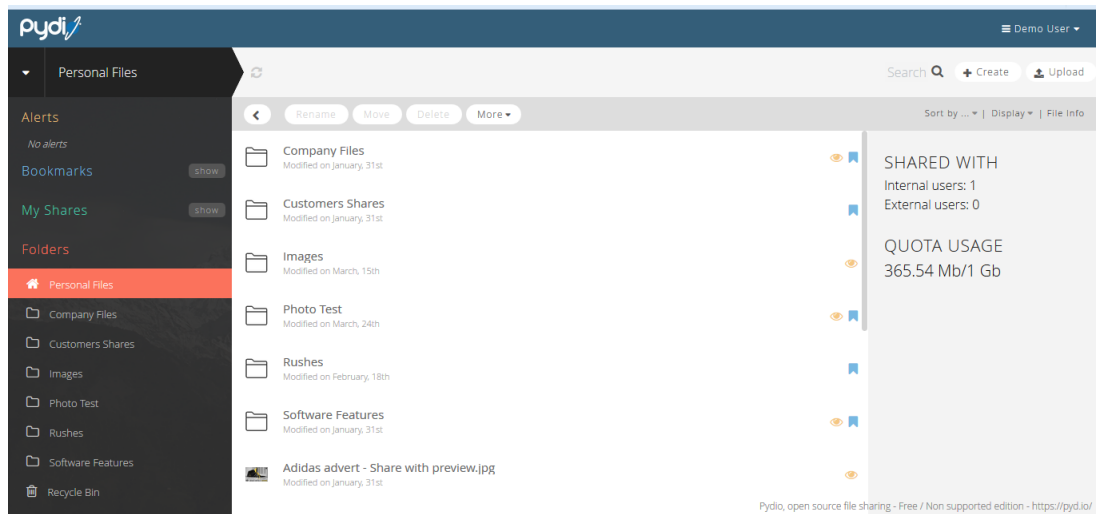 pydi
Demo User
Personal Files
Search
Create
Upload
Alerts
No alerts
Bookmarks
show
My Shares
show
Folders
Personal Files
Company Files
Customers Shares
Images
Photo Test
Rushes
Software Features
Recycle Bin
Rename
Move
Delete
More
Sort by ... | Display | File Info
Company Files
Modified on January, 31st
Customers Shares
Modified on January, 31st
Images
Modified on March, 15th
Photo Test
Modified on March, 24th
Rushes
Modified on February, 18th
Software Features
Modified on January, 31st
Adidas advert - Share with preview.jpg
Modified on January, 31st
SHARED WITH
Internal users: 1
External users: 0
QUOTA USAGE
365.54 Mb/1 Gb
Pydio, open source file sharing - Free / Non supported edition - https://pyd.io/